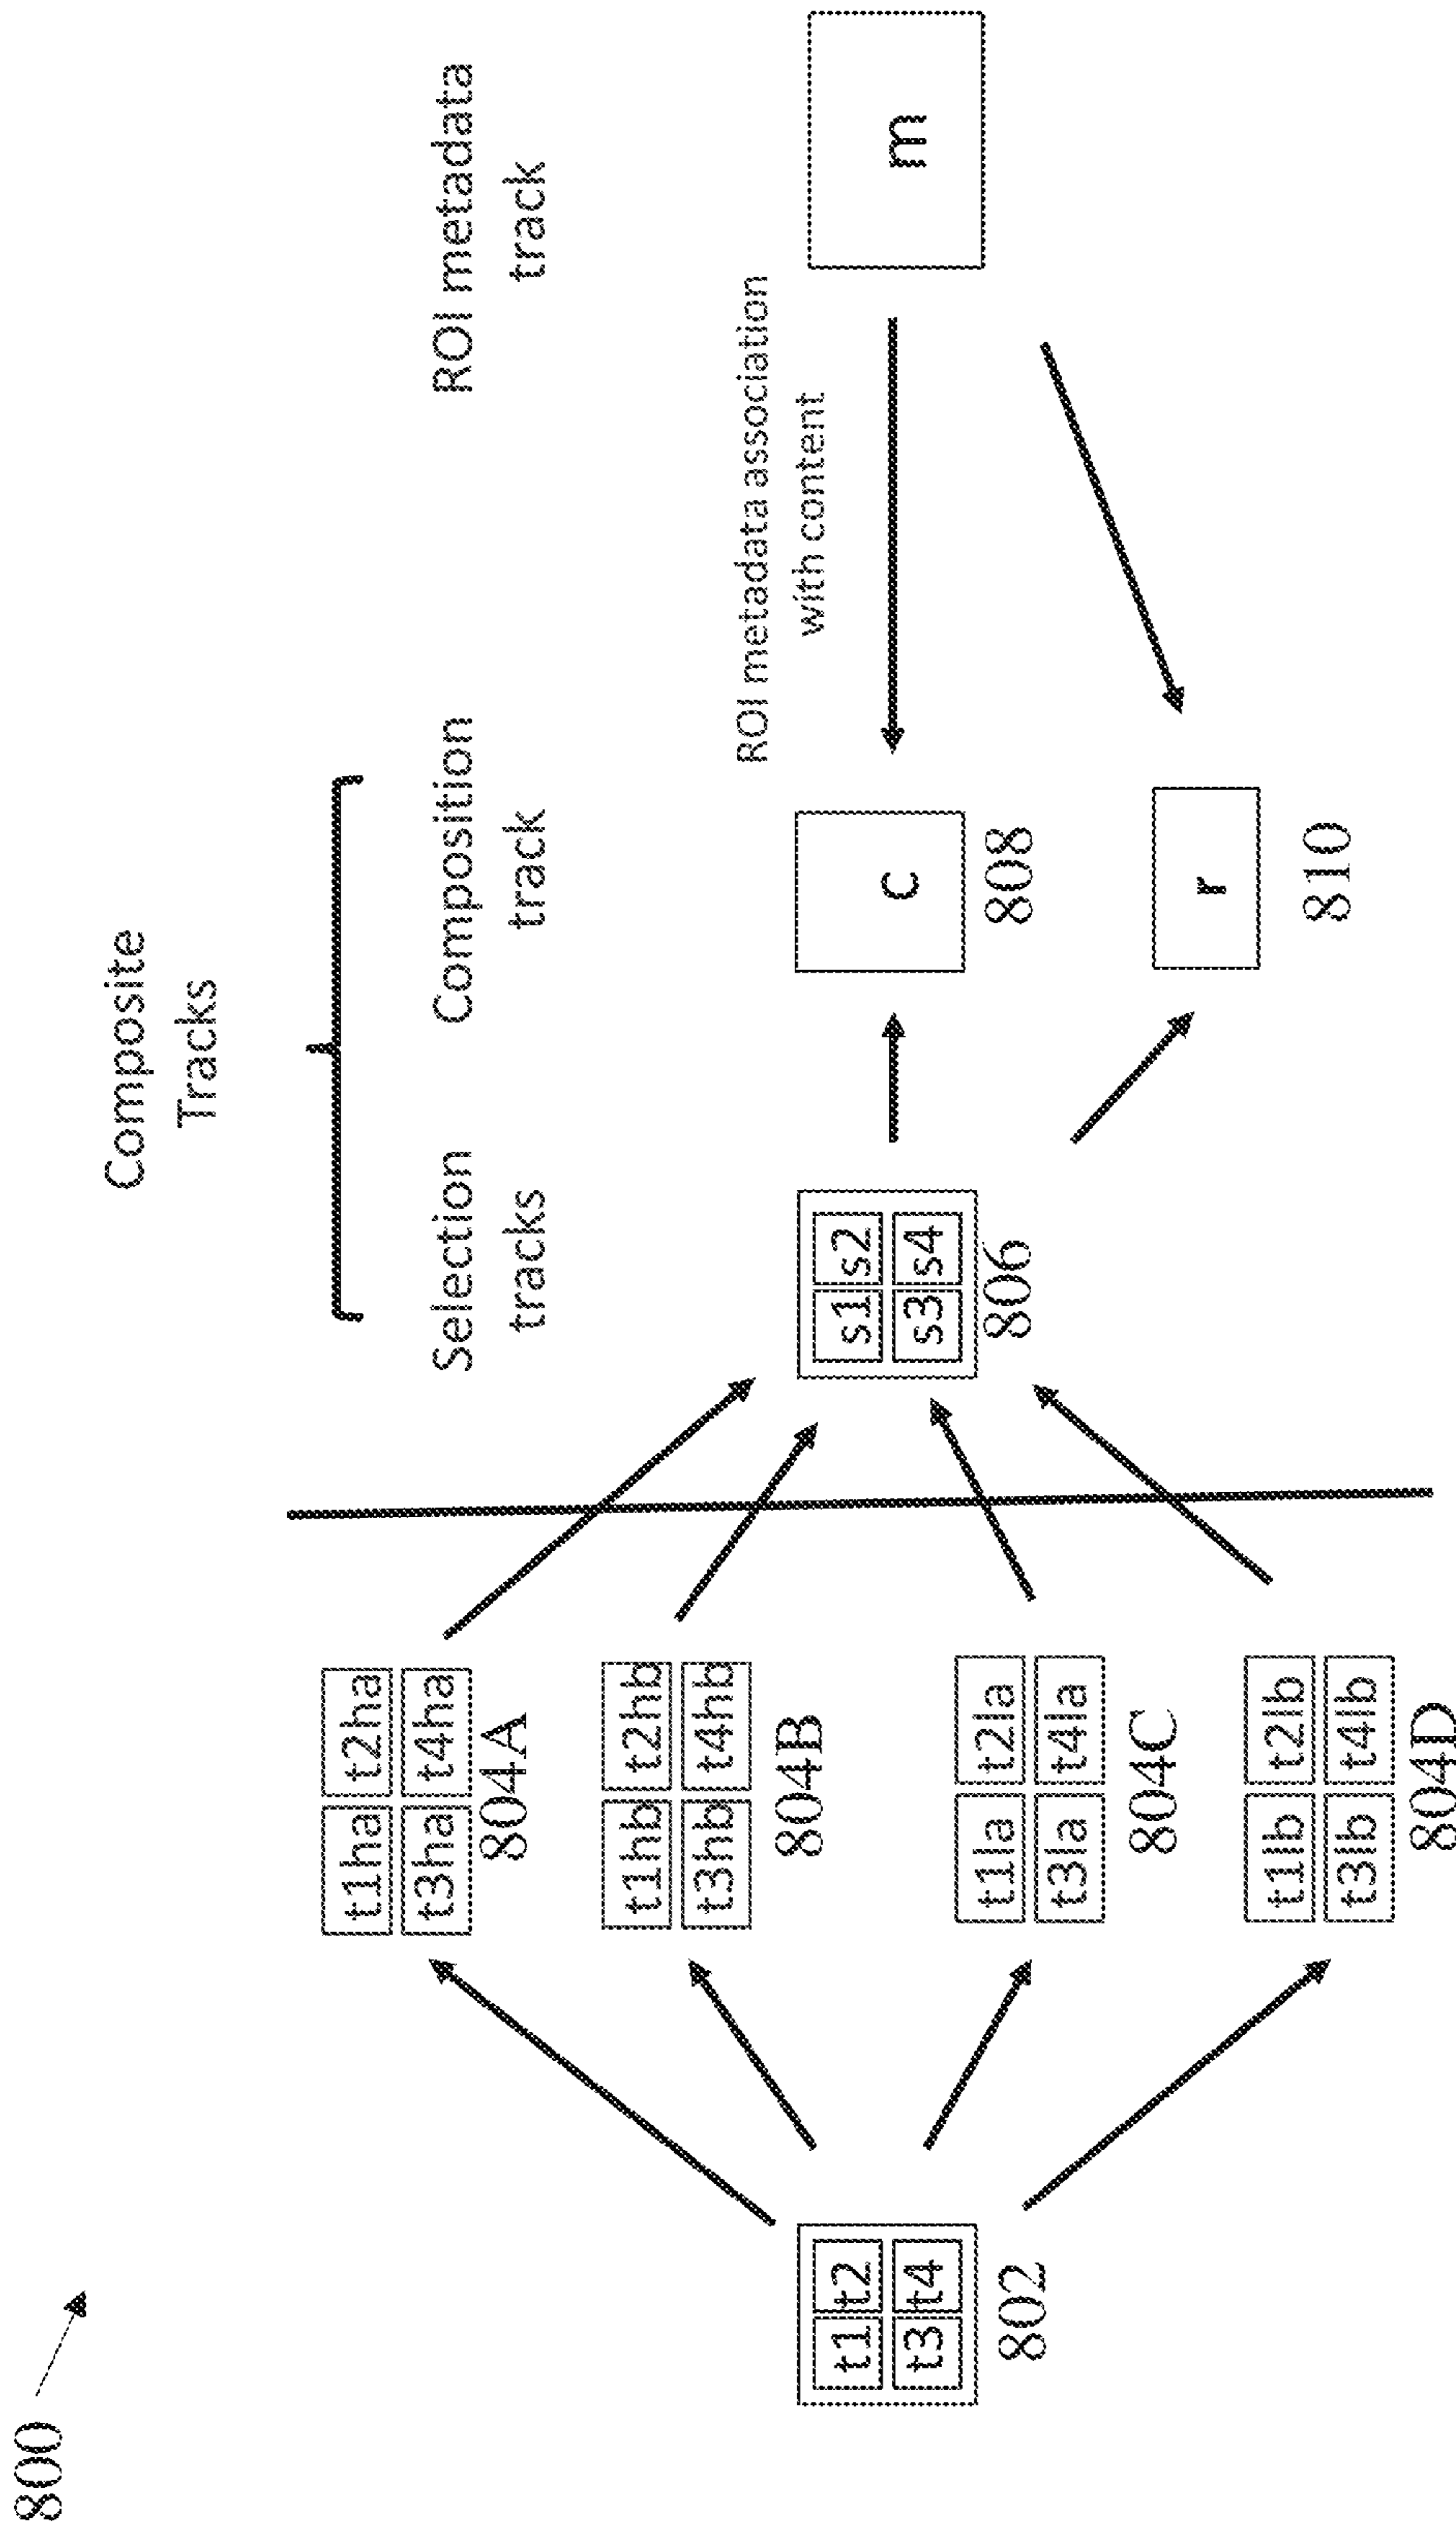 800
Composite
Tracks
Selection
tracks
Composition
track
ROI metadata
track
t1 t2
t3 t4
802
t1ha t2ha
t3ha t4ha
804A
t1hb t2hb
t3hb t4hb
804B
t1la t2la
t3la t4la
804C
t1lb t2lb
t3lb t4lb
804D
s1 s2
s3 s4
806
c
808
r
810
ROI metadata association
with content
m